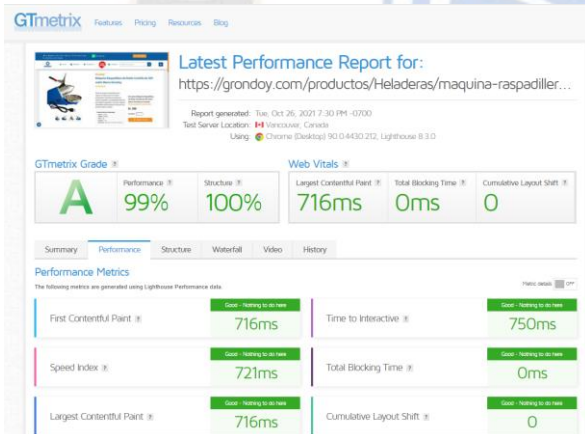 GTmetrix Features Pricing Resources Blog
Latest Performance Report for:
https://grondoy.com/productos/Heladeras/maquina-raspadiller...
Report generated: Tue, Oct 26, 2021 7:30 PM -0700
Test Server Location: Vancouver, Canada
Using: Chrome (Desktop) 90.0.4430.212, Lighthouse 8.3.0
GTmetrix Grade ? Web Vitals ?
Performance ? Structure ? Largest Contentful Paint ? Total Blocking Time ? Cumulative Layout Shift ?
A 99% 100% 716ms 0ms 0
Summary Performance Structure Waterfall Video History
Performance Metrics
The following metrics are generated using Lighthouse Performance data.
Metric details OFF
Good - Nothing to do here Good - Nothing to do here
First Contentful Paint ? 716ms Time to Interactive ? 750ms
Good - Nothing to do here Good - Nothing to do here
Speed Index ? 721ms Total Blocking Time ? 0ms
Good - Nothing to do here Good - Nothing to do here
Largest Contentful Paint ? 716ms Cumulative Layout Shift ? 0